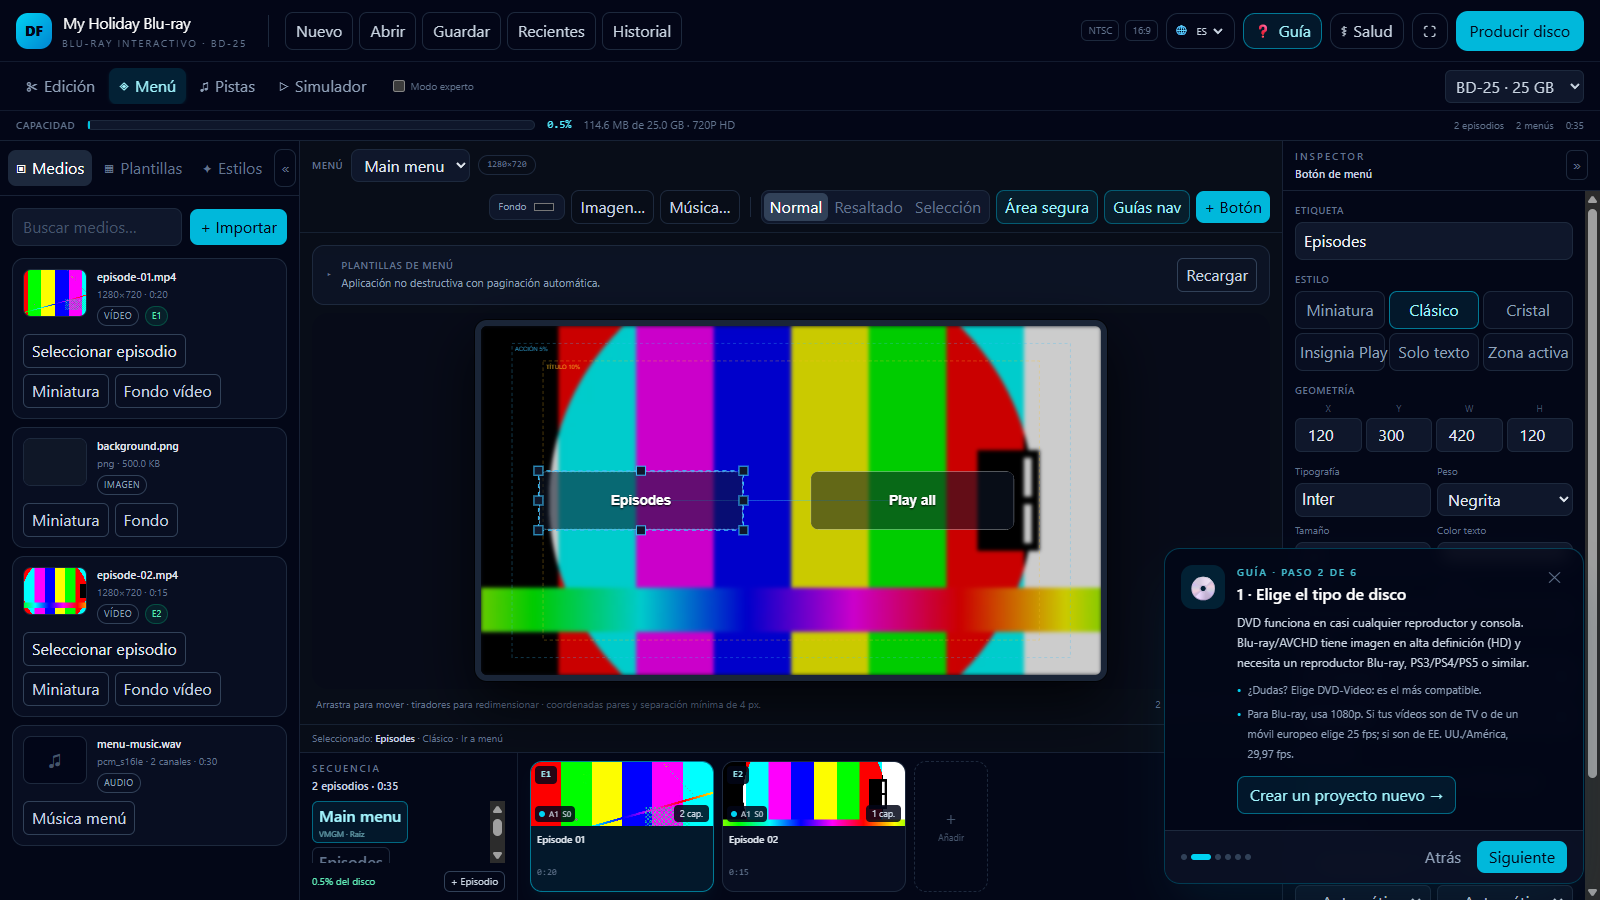 DF
My Holiday Blu-ray
BLU-RAY INTERACTIVO · BD-25
Nuevo
Abrir
Guardar
Recientes
Historial
NTSC
16:9
ES
Guía
Salud
Producir disco
Edición
Menú
Pistas
Simulador
Modo experto
BD-25 · 25 GB
CAPACIDAD
0.5%
114.6 MB de 25.0 GB · 720P HD
2 episodios
2 menús
0:35
Medios
Plantillas
Estilos
«
Buscar medios...
+ Importar
episode-01.mp4
1280×720 · 0:20
VÍDEO
E1
Seleccionar episodio
Miniatura
Fondo vídeo
background.png
png · 500.0 KB
IMAGEN
Miniatura
Fondo
episode-02.mp4
1280×720 · 0:15
VÍDEO
E2
Seleccionar episodio
Miniatura
Fondo vídeo
menu-music.wav
pcm_s16le · 2 canales · 0:30
AUDIO
Música menú
MENÚ
Main menu
1280×720
Fondo
Imagen...
Música...
Normal
Resaltado
Selección
Área segura
Guías nav
+ Botón
PLANTILLAS DE MENÚ
Aplicación no destructiva con paginación automática.
Recargar
ACCIÓN 5%
TÍTULO 10%
Episodes
Play all
Arrastra para mover · tiradores para redimensionar · coordenadas pares y separación mínima de 4 px.
2
Seleccionado: Episodes · Clásico · Ir a menú
SECUENCIA
2 episodios · 0:35
Main menu
VMGM · Raíz
Episodes
0.5% del disco
+ Episodio
E1
A1 S0
2 cap.
Episode 01
0:20
E2
A1 S0
1 cap.
Episode 02
0:15
+
Añadir
INSPECTOR
Botón de menú
»
ETIQUETA
Episodes
ESTILO
Miniatura
Clásico
Cristal
Insignia Play
Solo texto
Zona activa
GEOMETRÍA
X
Y
W
H
120
300
420
120
Tipografía
Peso
Inter
Negrita
Tamaño
Color texto
GUÍA · PASO 2 DE 6
1 · Elige el tipo de disco
DVD funciona en casi cualquier reproductor y consola.
Blu-ray/AVCHD tiene imagen en alta definición (HD) y
necesita un reproductor Blu-ray, PS3/PS4/PS5 o similar.
• ¿Dudas? Elige DVD-Video: es el más compatible.
• Para Blu-ray, usa 1080p. Si tus vídeos son de TV o de un
móvil europeo elige 25 fps; si son de EE. UU./América,
29,97 fps.
Crear un proyecto nuevo →
Atrás
Siguiente